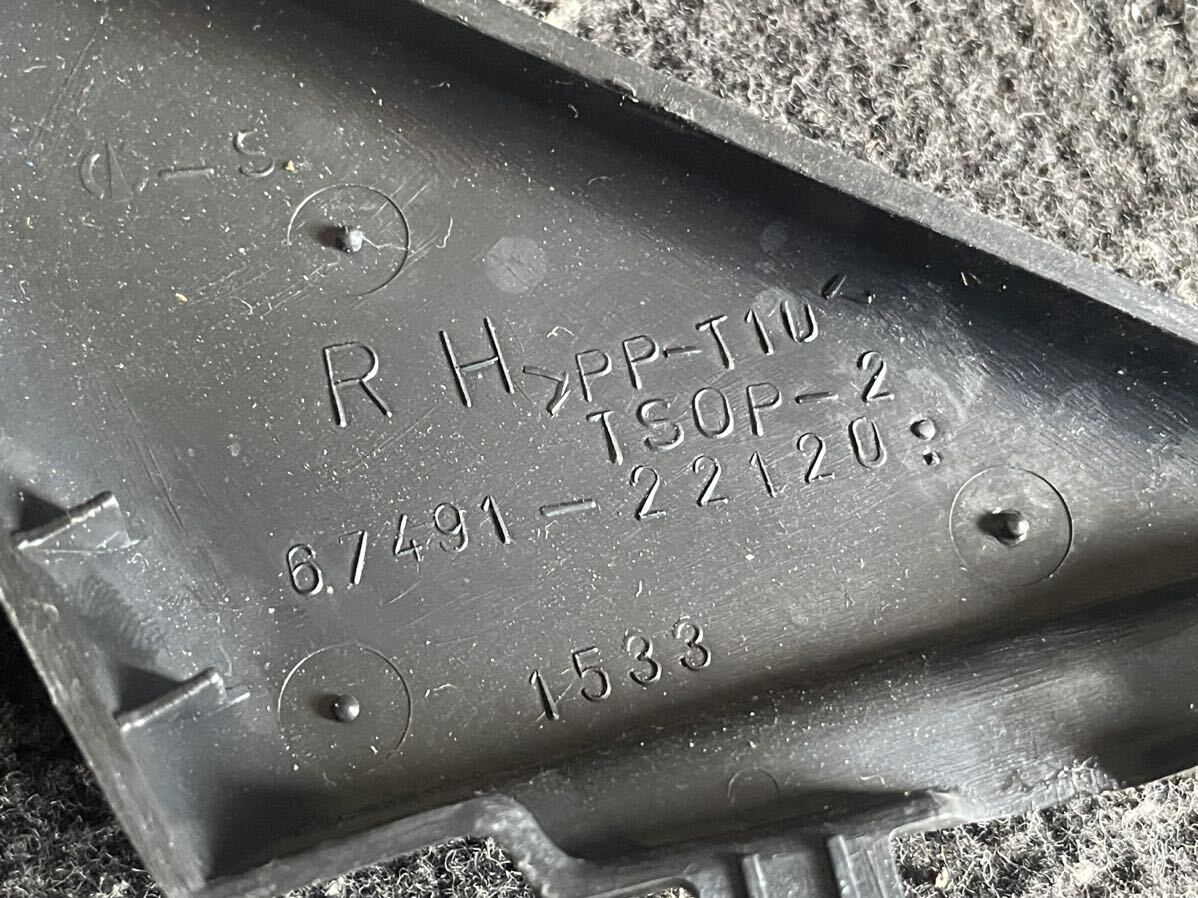 RH >PP-T10<
TSOP-2
67491-22120
1533